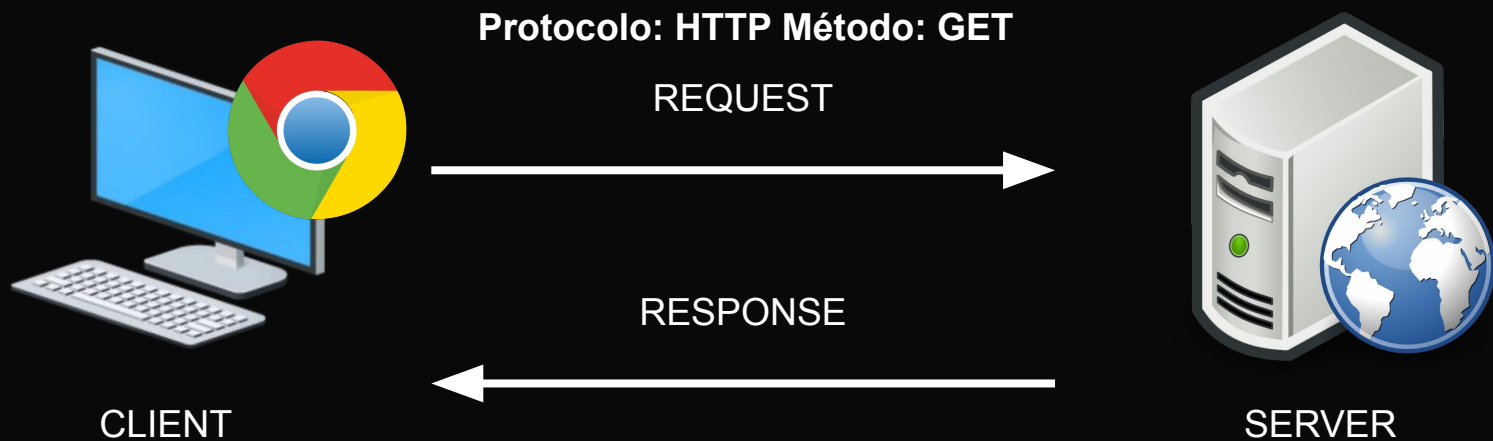 Protocolo: HTTP Método: GET
REQUEST
RESPONSE
CLIENT
SERVER